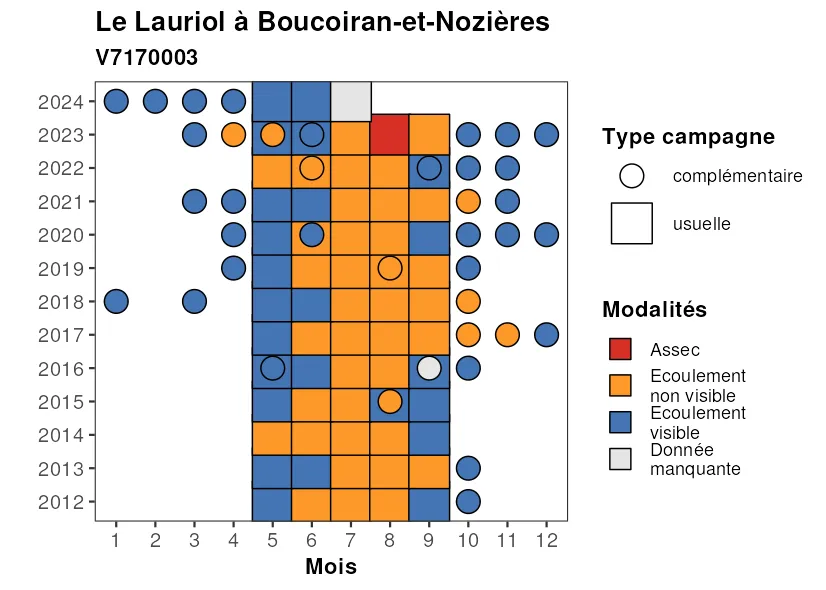 Le Lauriol à Boucoiran-et-Nozières
V7170003
2024
2023
2022
2021
2020
2019
2018
2017
2016
2015
2014
2013
2012
1 2 3 4 5 6 7 8 9 10 11 12
Mois
Type campagne
complémentaire
usuelle
Modalités
Assec
Ecoulement
non visible
Ecoulement
visible
Donnée
manquante